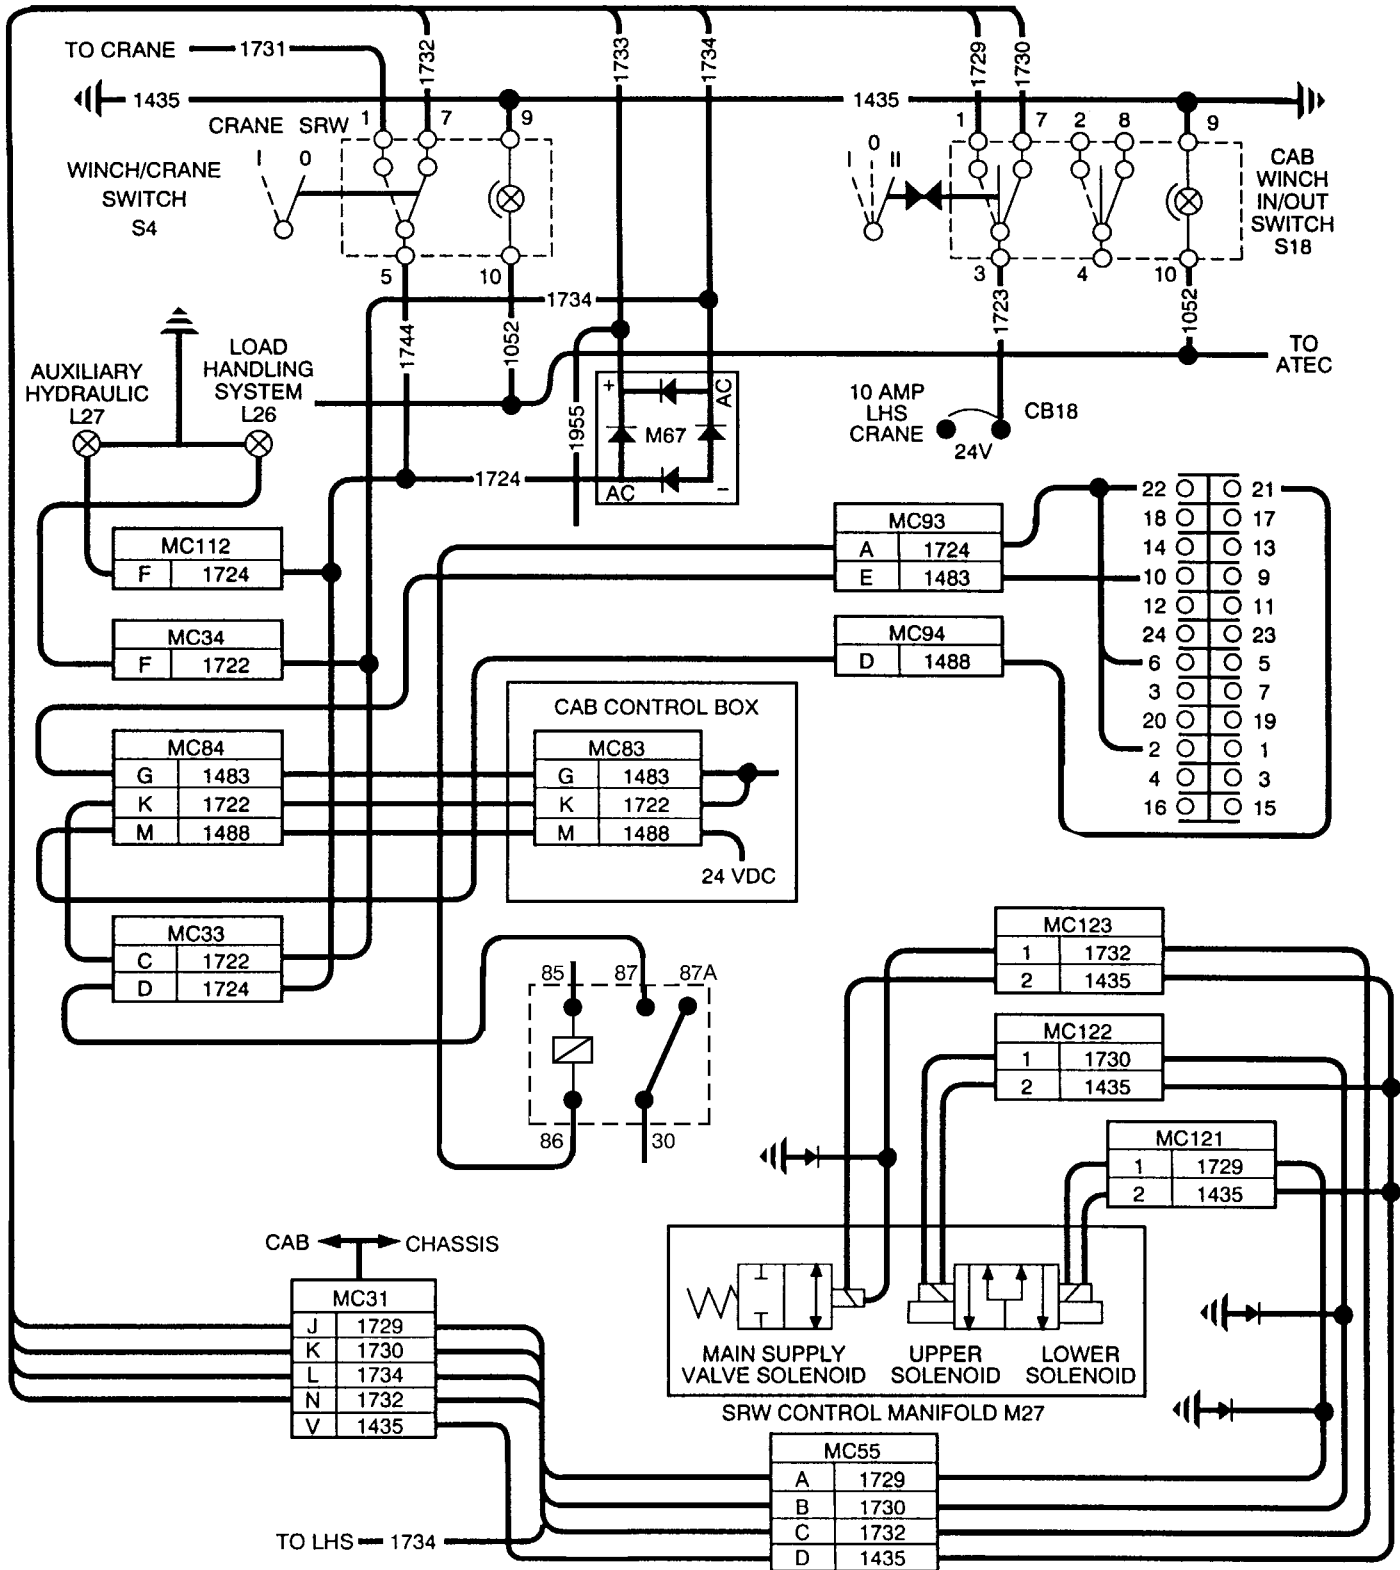 TO CRANE 1731 1732 1733 1734 1729 1730
1435 1435
CRANE SRW 1 7 9 1 7 2 8 9
I 0 I 0 II
WINCH/CRANE
SWITCH
S4
CAB
WINCH
IN/OUT
SWITCH
S18
5 10 3 4 10
1744 1052 1734 1723 1052
TO
ATEC
AUXILIARY
HYDRAULIC
L27
LOAD
HANDLING
SYSTEM
L26
1955
+ AC
M67
AC −
1724
10 AMP
LHS
CRANE
CB18
24V
MC112
F 1724
MC34
F 1722
MC93
A 1724
E 1483
MC94
D 1488
22 21
18 17
14 13
10 9
12 11
24 23
6 5
3 7
20 19
2 1
4 3
16 15
MC84
G 1483
K 1722
M 1488
CAB CONTROL BOX
MC83
G 1483
K 1722
M 1488
24 VDC
MC33
C 1722
D 1724
85 87 87A
86 30
MC123
1 1732
2 1435
MC122
1 1730
2 1435
MC121
1 1729
2 1435
CAB CHASSIS
MC31
J 1729
K 1730
L 1734
N 1732
V 1435
MAIN SUPPLY
VALVE SOLENOID
UPPER
SOLENOID
LOWER
SOLENOID
SRW CONTROL MANIFOLD M27
MC55
A 1729
B 1730
C 1732
D 1435
TO LHS 1734